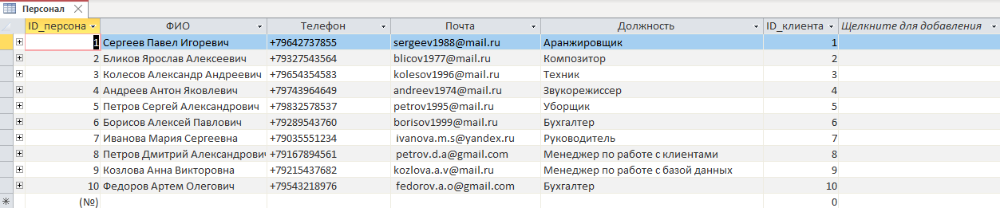 Персонал
ID_персона ФИО Телефон Почта Должность ID_клиента Щелкните для добавления
1 Сергеев Павел Игоревич +79642737855 sergeev1988@mail.ru Аранжировщик 1
2 Бликов Ярослав Алексеевич +79327543564 blicov1977@mail.ru Композитор 2
3 Колесов Александр Андреевич +79654354583 kolesov1996@mail.ru Техник 3
4 Андреев Антон Яковлевич +79743964649 andreev1974@mail.ru Звукорежиссер 4
5 Петров Сергей Александрович +79832578537 petrov1995@mail.ru Уборщик 5
6 Борисов Алексей Павлович +79289543760 borisov1999@mail.ru Бухгалтер 6
7 Иванова Мария Сергеевна +79035551234 ivanova.m.s@yandex.ru Руководитель 7
8 Петров Дмитрий Александрович +79167894561 petrov.d.a@gmail.com Менеджер по работе с клиентами 8
9 Козлова Анна Викторовна +79215437682 kozlova.a.v@mail.ru Менеджер по работе с базой данных 9
10 Федоров Артем Олегович +79543218976 fedorov.a.o@gmail.com Бухгалтер 10
(№) 0